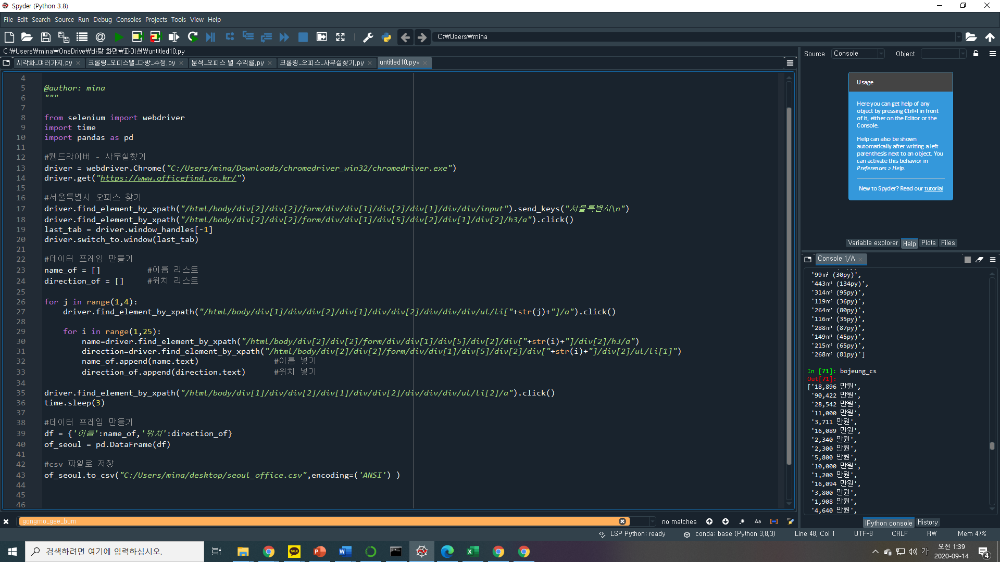 Spyder (Python 3.8)
File Edit Search Source Run Debug Consoles Projects Tools View Help
C:₩Users₩mina
C:₩Users₩mina₩OneDrive₩바탕 화면₩파이썬₩untitled10.py
시각화_여러가지.py
크롤링_오피스텔_다방_수정.py
분석_오피스 별 수익률.py
크롤링_오피스_사무실찾기.py
untitled10.py*
4
5 @author: mina
6 """
7
8 from selenium import webdriver
9 import time
10 import pandas as pd
11
12 #웹드라이버 - 사무실찾기
13 driver = webdriver.Chrome("C:/Users/mina/Downloads/chromedriver_win32/chromedriver.exe")
14 driver.get("https://www.officefind.co.kr/")
15
16 #서울특별시 오피스 찾기
17 driver.find_element_by_xpath("/html/body/div[2]/div[2]/form/div/div[1]/div[2]/div[1]/div/div/input").send_keys("서울특별시\n")
18 driver.find_element_by_xpath("/html/body/div[2]/div[2]/form/div/div[1]/div[5]/div[2]/div[1]/div[2]/h3/a").click()
19 last_tab = driver.window_handles[-1]
20 driver.switch_to.window(last_tab)
21
22 #데이터 프레임 만들기
23 name_of = [] #이름 리스트
24 direction_of = [] #위치 리스트
25
26 for j in range(1,4):
27 driver.find_element_by_xpath("/html/body/div[1]/div/div[2]/div[1]/div/div[2]/div/div/div/ul/li["+str(j)+"]/a").click()
28
29 for i in range(1,25):
30 name=driver.find_element_by_xpath("/html/body/div[2]/div[2]/form/div/div[1]/div[5]/div[2]/div["+str(i)+"]/div[2]/h3/a")
31 direction=driver.find_element_by_xpath("/html/body/div[2]/div[2]/form/div/div[1]/div[5]/div[2]/div["+str(i)+"]/div[2]/ul/li[1]")
32 name_of.append(name.text) #이름 넣기
33 direction_of.append(direction.text) #위치 넣기
34
35 driver.find_element_by_xpath("/html/body/div[1]/div/div[2]/div[1]/div/div[2]/div/div/div/ul/li[2]/a").click()
36 time.sleep(3)
37
38 #데이터 프레임 만들기
39 df = {'이름':name_of,'위치':direction_of}
40 of_seoul = pd.DataFrame(df)
41
42 #csv 파일로 저장
43 of_seoul.to_csv("C:/Users/mina/desktop/seoul_office.csv",encoding=('ANSI') )
44
45
46
gongmo_gee_burn
no matches
Aa
Source Console Object
Usage
Here you can get help of any
object by pressing Ctrl+I in front
of it, either on the Editor or the
Console.
Help can also be shown
automatically after writing a left
parenthesis next to an object. You
can activate this behavior in
Preferences > Help.
New to Spyder? Read our tutorial
Variable explorer Help Plots Files
Console 1/A
'99㎡ (30py)',
'443㎡ (134py)',
'314㎡ (95py)',
'119㎡ (36py)',
'264㎡ (80py)',
'116㎡ (35py)',
'288㎡ (87py)',
'149㎡ (45py)',
'215㎡ (65py)',
'268㎡ (81py)']
In [71]: bojeung_cs
Out[71]:
['18,896 만원',
'90,422 만원',
'28,542 만원',
'11,000 만원',
'3,711 만원',
'16,089 만원',
'2,340 만원',
'2,300 만원',
'5,800 만원',
'10,000 만원',
'1,200 만원',
'16,094 만원',
'3,800 만원',
'1,908 만원',
'4,640 만원',
IPython console History
LSP Python: ready conda: base (Python 3.8.3) Line 48, Col 1 UTF-8 CRLF RW Mem 47%
검색하려면 여기에 입력하십시오.
TALK
가
오전 1:39
2020-09-14
4